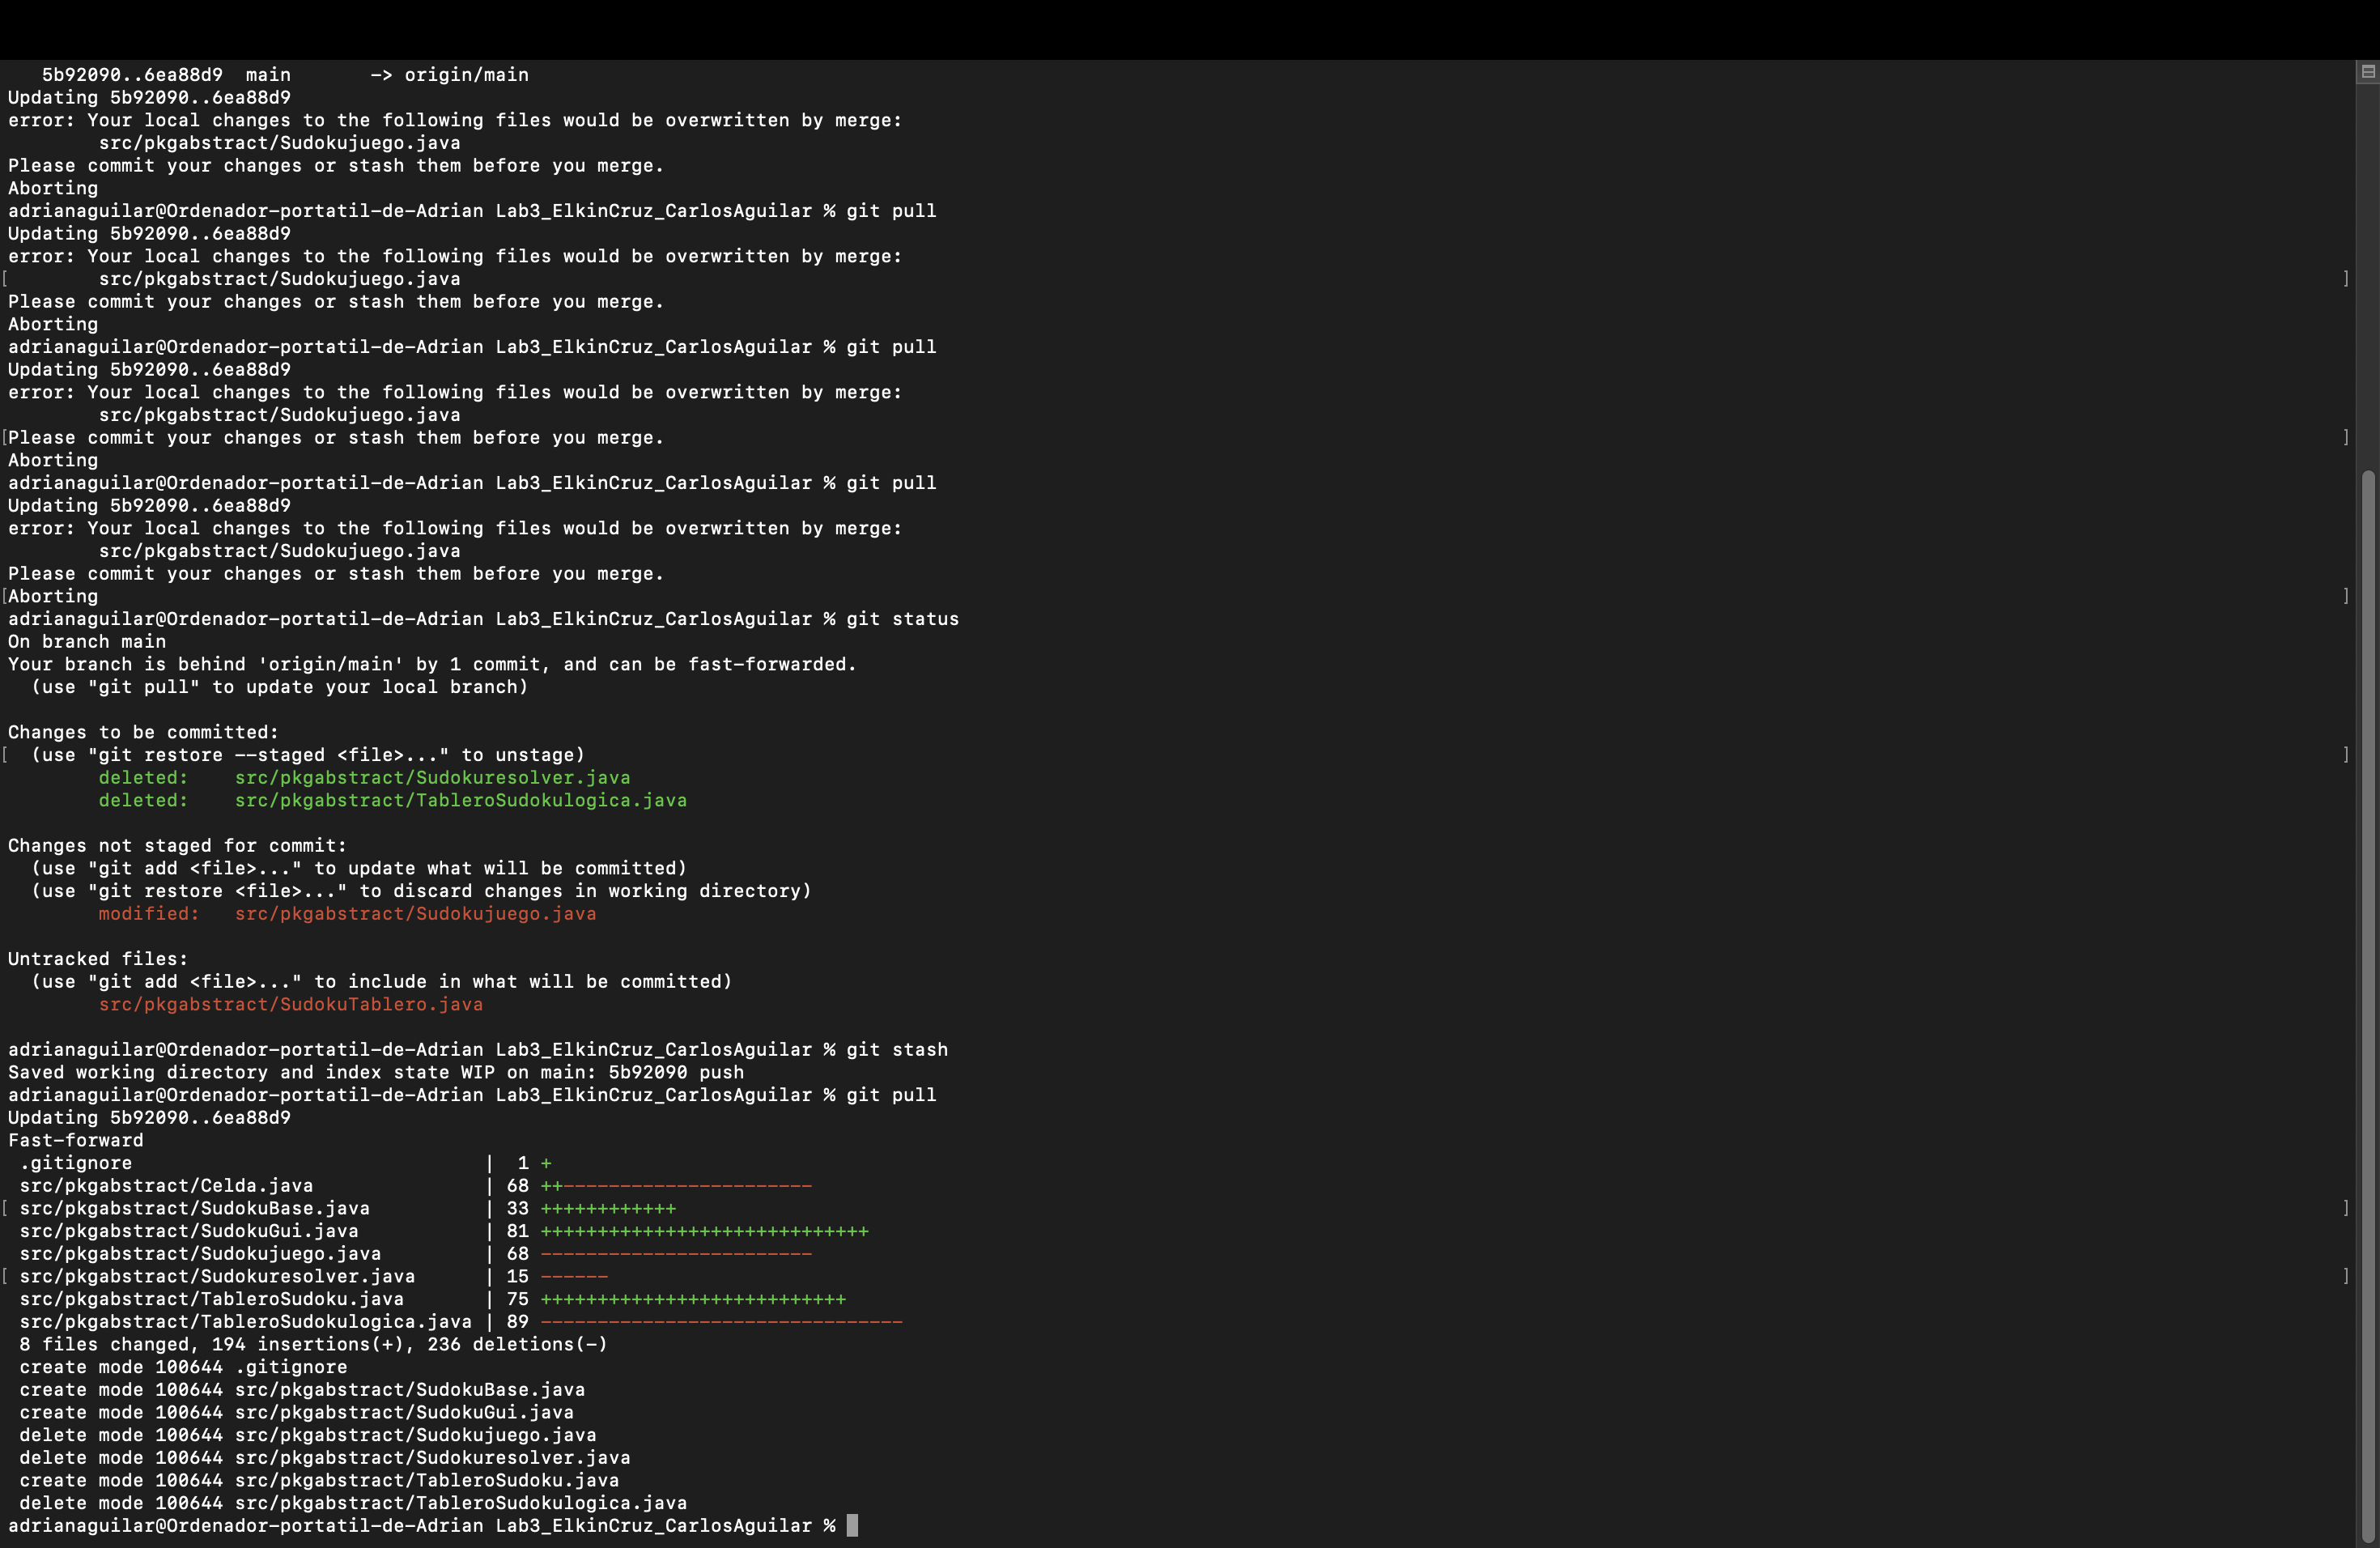 5b92090..6ea88d9  main       -> origin/main
Updating 5b92090..6ea88d9
error: Your local changes to the following files would be overwritten by merge:
        src/pkgabstract/Sudokujuego.java
Please commit your changes or stash them before you merge.
Aborting
adrianaguilar@Ordenador-portatil-de-Adrian Lab3_ElkinCruz_CarlosAguilar % git pull
Updating 5b92090..6ea88d9
error: Your local changes to the following files would be overwritten by merge:
[        src/pkgabstract/Sudokujuego.java ]
Please commit your changes or stash them before you merge.
Aborting
adrianaguilar@Ordenador-portatil-de-Adrian Lab3_ElkinCruz_CarlosAguilar % git pull
Updating 5b92090..6ea88d9
error: Your local changes to the following files would be overwritten by merge:
        src/pkgabstract/Sudokujuego.java
[Please commit your changes or stash them before you merge. ]
Aborting
adrianaguilar@Ordenador-portatil-de-Adrian Lab3_ElkinCruz_CarlosAguilar % git pull
Updating 5b92090..6ea88d9
error: Your local changes to the following files would be overwritten by merge:
        src/pkgabstract/Sudokujuego.java
Please commit your changes or stash them before you merge.
[Aborting ]
adrianaguilar@Ordenador-portatil-de-Adrian Lab3_ElkinCruz_CarlosAguilar % git status
On branch main
Your branch is behind 'origin/main' by 1 commit, and can be fast-forwarded.
  (use "git pull" to update your local branch)

Changes to be committed:
[  (use "git restore --staged <file>..." to unstage) ]
        deleted:    src/pkgabstract/Sudokuresolver.java
        deleted:    src/pkgabstract/TableroSudokulogica.java

Changes not staged for commit:
  (use "git add <file>..." to update what will be committed)
  (use "git restore <file>..." to discard changes in working directory)
        modified:   src/pkgabstract/Sudokujuego.java

Untracked files:
  (use "git add <file>..." to include in what will be committed)
        src/pkgabstract/SudokuTablero.java

adrianaguilar@Ordenador-portatil-de-Adrian Lab3_ElkinCruz_CarlosAguilar % git stash
Saved working directory and index state WIP on main: 5b92090 push
adrianaguilar@Ordenador-portatil-de-Adrian Lab3_ElkinCruz_CarlosAguilar % git pull
Updating 5b92090..6ea88d9
Fast-forward
 .gitignore                               |  1 +
 src/pkgabstract/Celda.java               | 68 ++----------------------
[ src/pkgabstract/SudokuBase.java          | 33 ++++++++++++ ]
 src/pkgabstract/SudokuGui.java           | 81 +++++++++++++++++++++++++++++
 src/pkgabstract/Sudokujuego.java         | 68 ------------------------
[ src/pkgabstract/Sudokuresolver.java      | 15 ------ ]
 src/pkgabstract/TableroSudoku.java       | 75 +++++++++++++++++++++++++++
 src/pkgabstract/TableroSudokulogica.java | 89 --------------------------------
 8 files changed, 194 insertions(+), 236 deletions(-)
 create mode 100644 .gitignore
 create mode 100644 src/pkgabstract/SudokuBase.java
 create mode 100644 src/pkgabstract/SudokuGui.java
 delete mode 100644 src/pkgabstract/Sudokujuego.java
 delete mode 100644 src/pkgabstract/Sudokuresolver.java
 create mode 100644 src/pkgabstract/TableroSudoku.java
 delete mode 100644 src/pkgabstract/TableroSudokulogica.java
adrianaguilar@Ordenador-portatil-de-Adrian Lab3_ElkinCruz_CarlosAguilar %